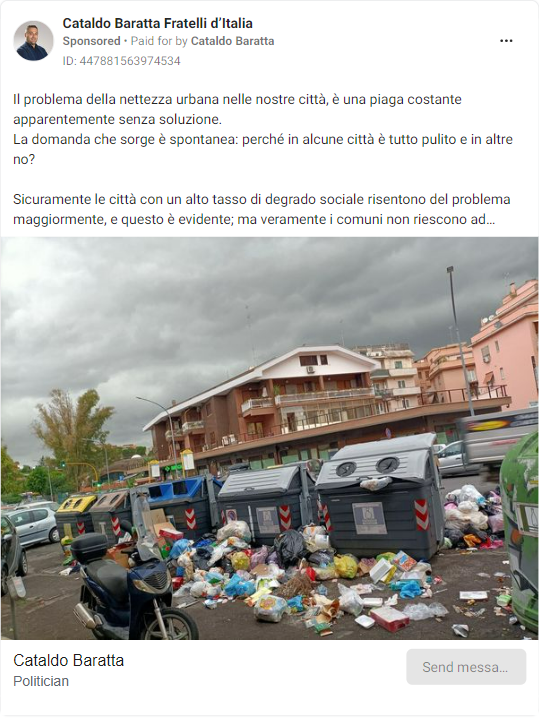 Cataldo Baratta Fratelli d'Italia
Sponsored • Paid for by Cataldo Baratta
ID: 447881563974534
Il problema della nettezza urbana nelle nostre città, è una piaga costante
apparentemente senza soluzione.
La domanda che sorge è spontanea: perché in alcune città è tutto pulito e in altre
no?
Sicuramente le città con un alto tasso di degrado sociale risentono del problema
maggiormente, e questo è evidente; ma veramente i comuni non riescono ad...
Cataldo Baratta
Politician
Send messa...